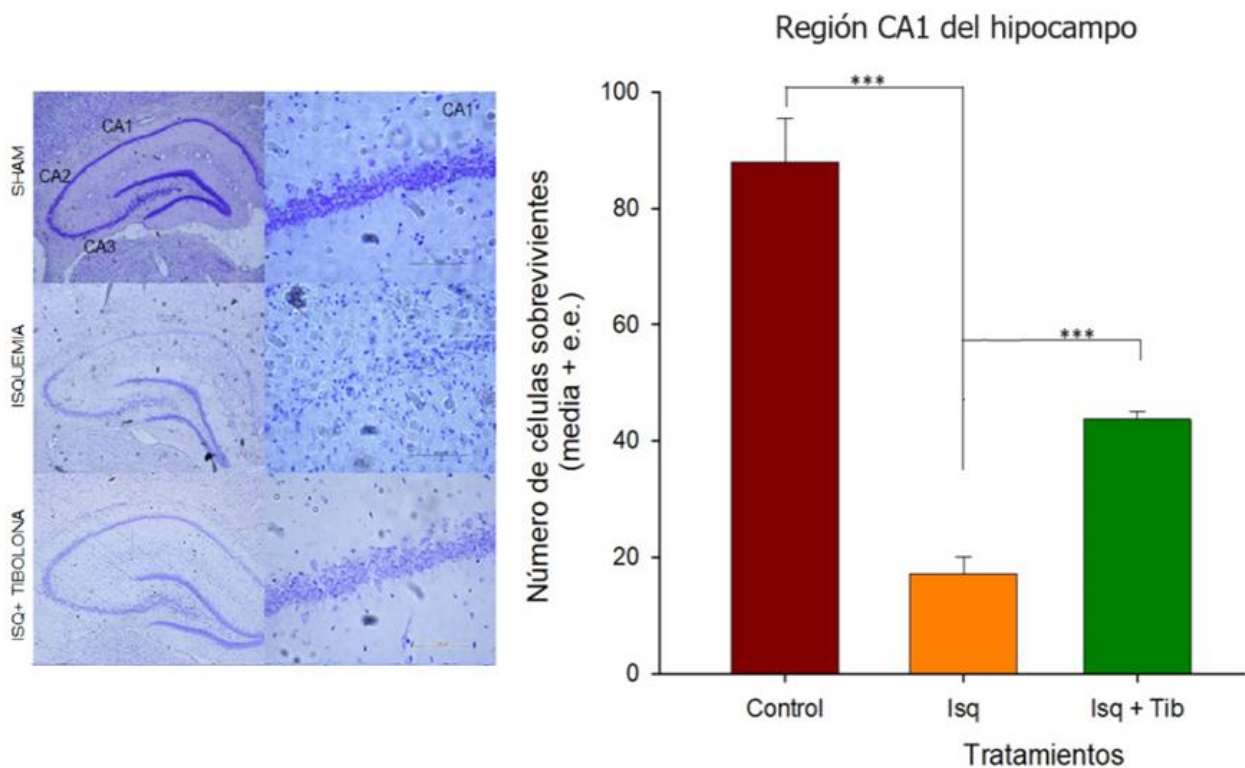 Región CA1 del hipocampo
SHAM
CA1
CA2
CA3
CA1
ISQUEMIA
ISQ+ TIBOLONA
Número de células sobrevivientes
(media + e.e.)
100
80
60
40
20
0
***
***
Control
Isq
Isq + Tib
Tratamientos